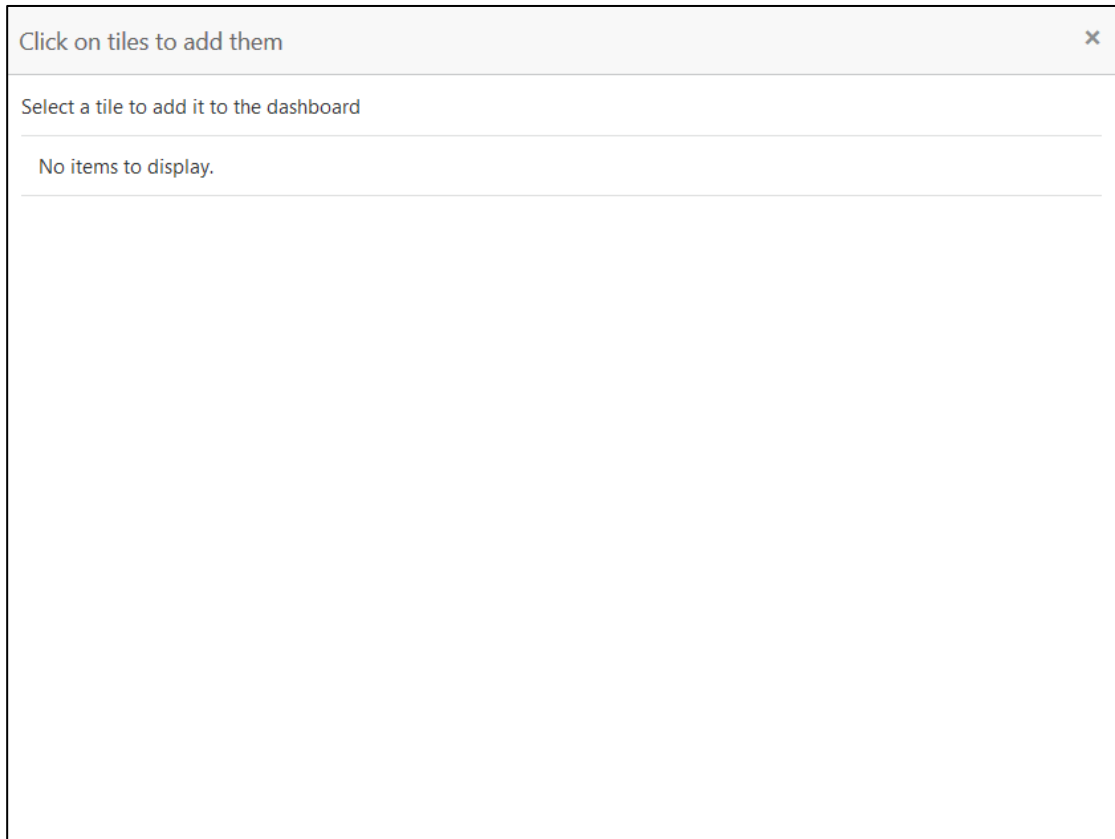 Click on tiles to add them
Select a tile to add it to the dashboard
No items to display.